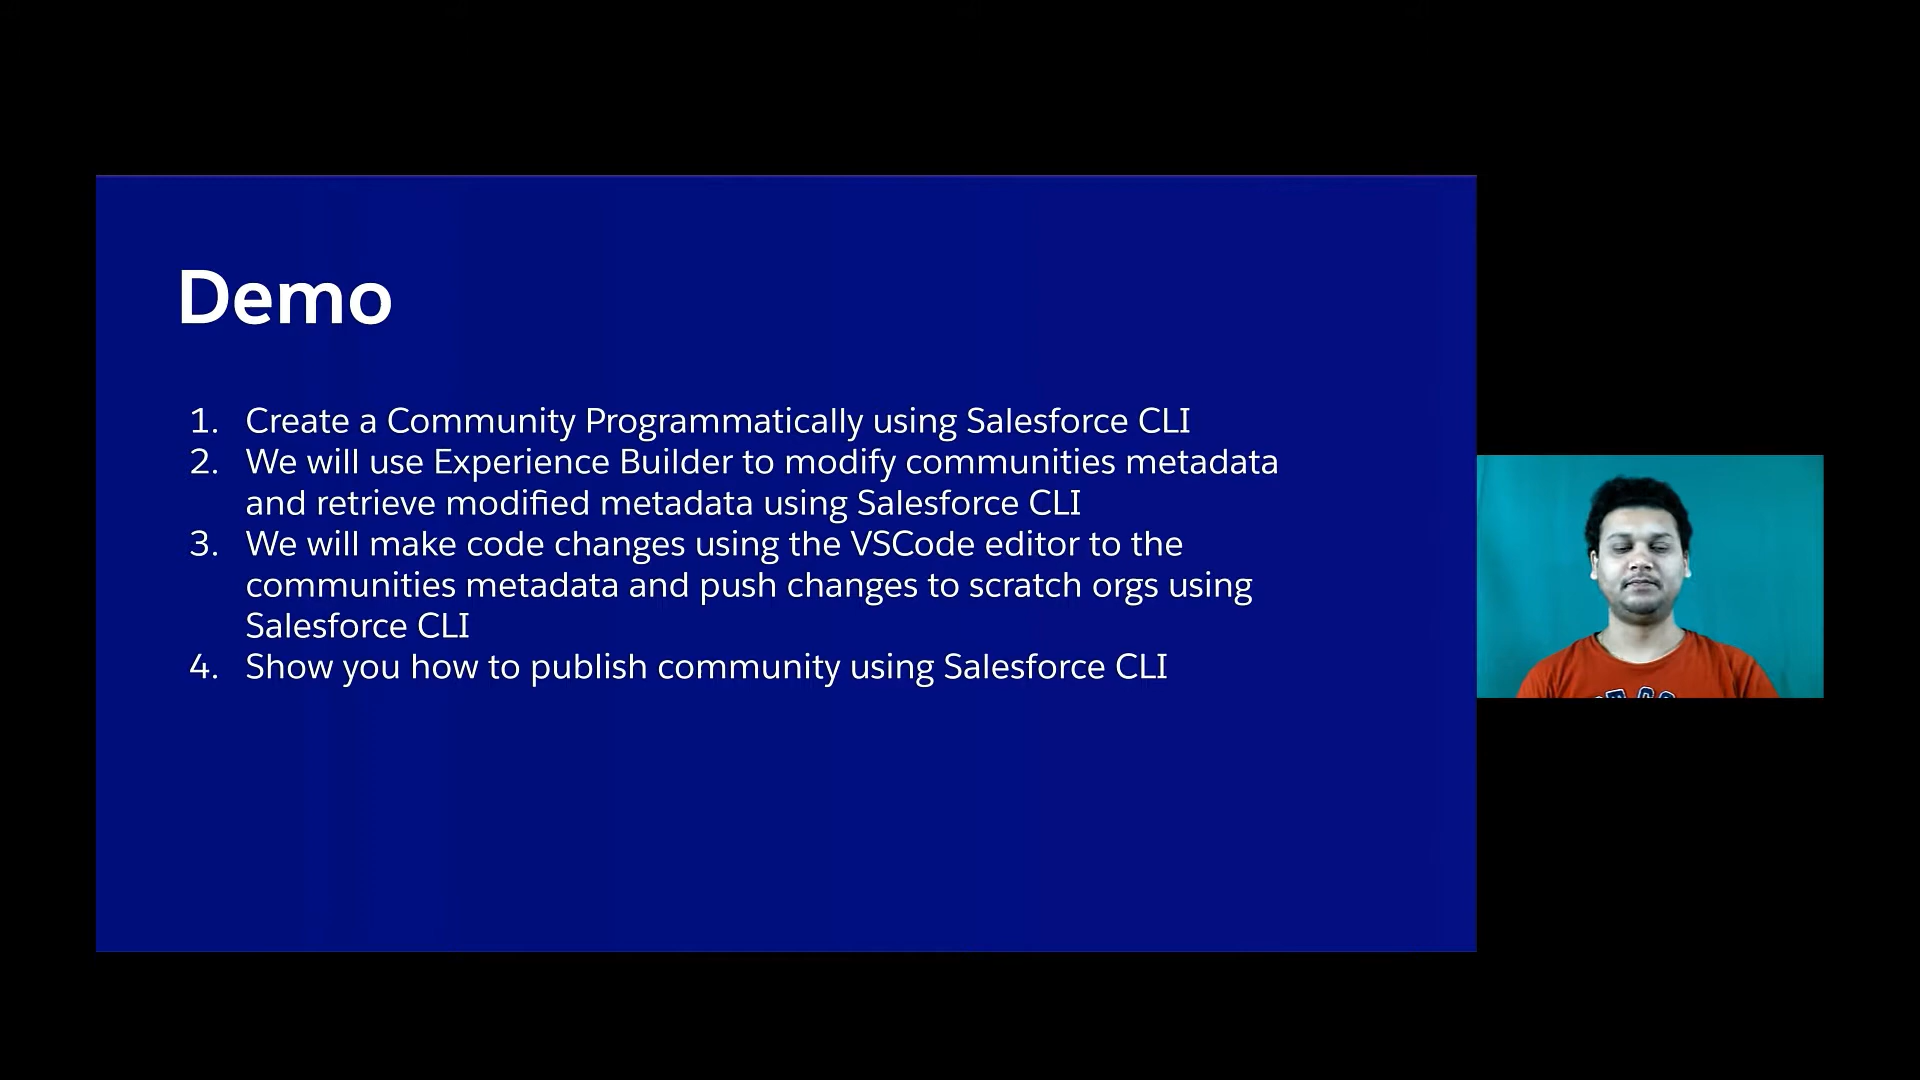 Demo
1. Create a Community Programmatically using Salesforce CLI
2. We will use Experience Builder to modify communities metadata
and retrieve modified metadata using Salesforce CLI
3. We will make code changes using the VSCode editor to the
communities metadata and push changes to scratch orgs using
Salesforce CLI
4. Show you how to publish community using Salesforce CLI